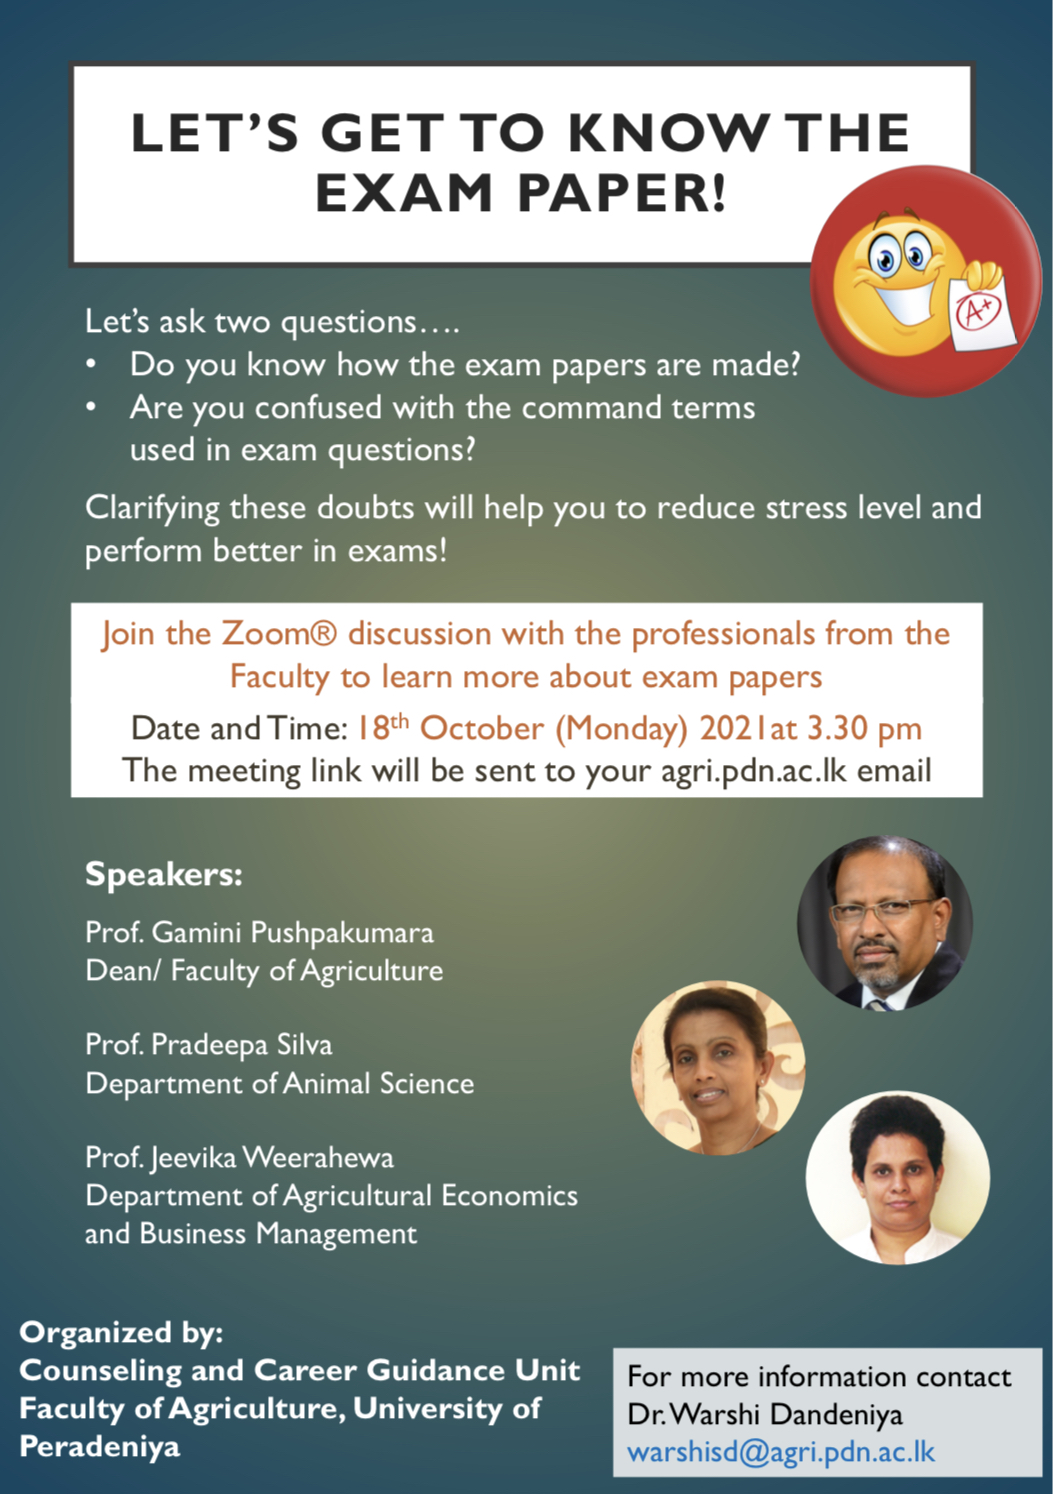 LET’S GET TO KNOW THE
EXAM PAPER!
A+
Let’s ask two questions….
• Do you know how the exam papers are made?
• Are you confused with the command terms
used in exam questions?
Clarifying these doubts will help you to reduce stress level and
perform better in exams!
Join the Zoom® discussion with the professionals from the
Faculty to learn more about exam papers
Date and Time: 18th October (Monday) 2021at 3.30 pm
The meeting link will be sent to your agri.pdn.ac.lk email
Speakers:
Prof. Gamini Pushpakumara
Dean/ Faculty of Agriculture
Prof. Pradeepa Silva
Department of Animal Science
Prof. Jeevika Weerahewa
Department of Agricultural Economics
and Business Management
Organized by:
Counseling and Career Guidance Unit
Faculty of Agriculture, University of
Peradeniya
For more information contact
Dr. Warshi Dandeniya
warshisd@agri.pdn.ac.lk